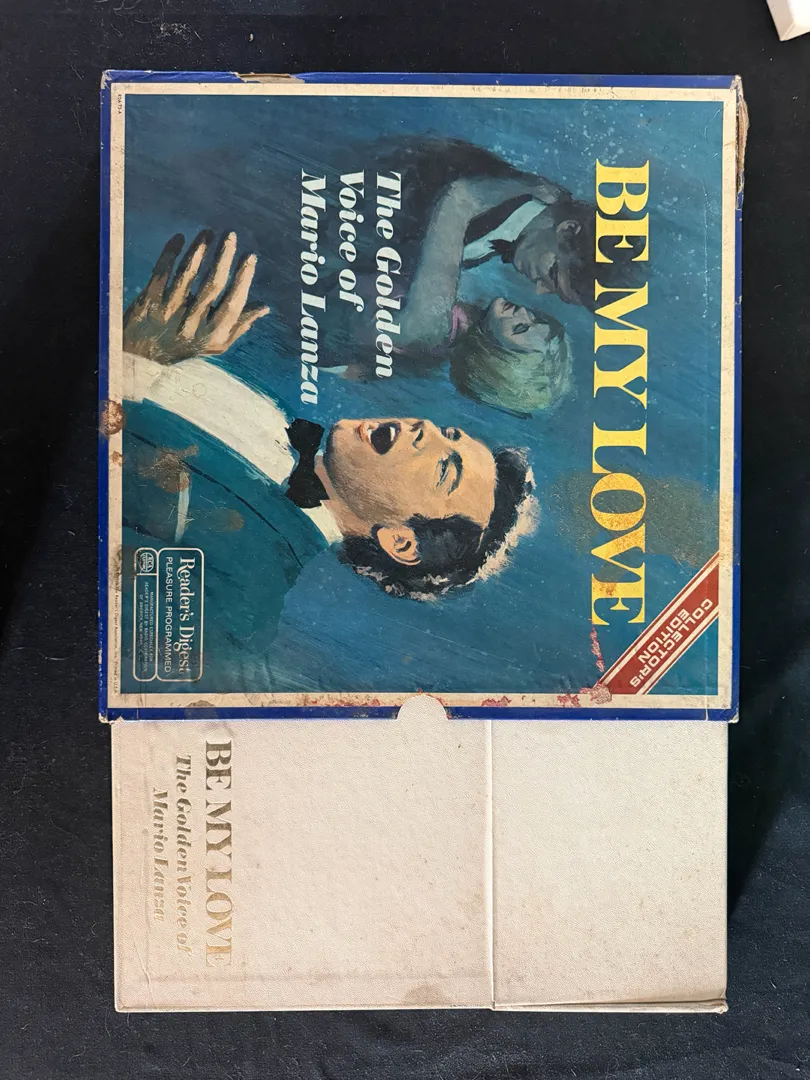 BE MY LOVE
COLLECTOR'S
EDITION
The Golden
Voice of
Mario Lanza
Reader's Digest
PLEASURE PROGRAMMED
RCA
BE MY LOVE
The Golden Voice of
Mario Lanza